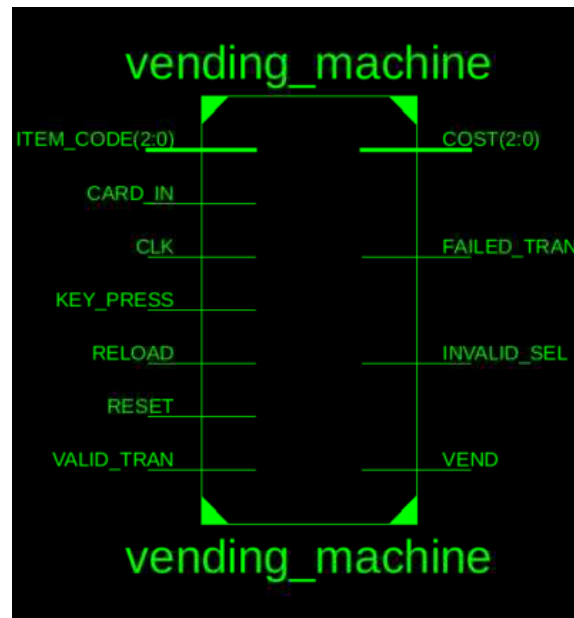 vending_machine
ITEM_CODE(2:0)
COST(2:0)
CARD_IN
CLK
FAILED_TRAN
KEY_PRESS
RELOAD
INVALID_SEL
RESET
VALID_TRAN
VEND
vending_machine